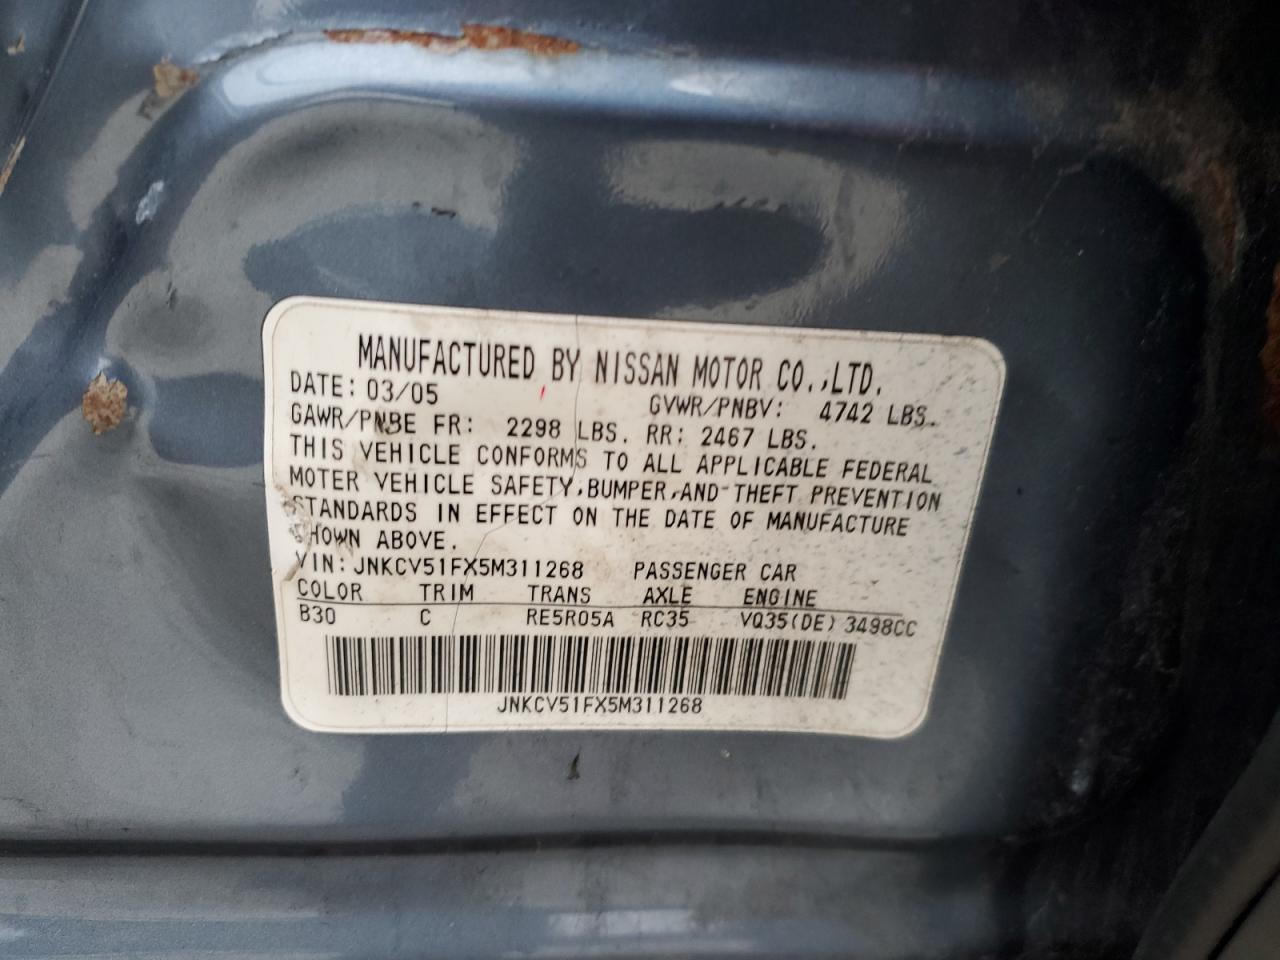 MANUFACTURED BY NISSAN MOTOR CO.,LTD.
DATE: 03/05 GVWR/PNBV: 4742 LBS.
GAWR/PNBE FR: 2298 LBS. RR: 2467 LBS.
THIS VEHICLE CONFORMS TO ALL APPLICABLE FEDERAL
MOTER VEHICLE SAFETY,BUMPER,AND THEFT PREVENTION
STANDARDS IN EFFECT ON THE DATE OF MANUFACTURE
SHOWN ABOVE.
VIN: JNKCV51FX5M311268 PASSENGER CAR
COLOR TRIM TRANS AXLE ENGINE
B30 C RE5R05A RC35 VQ35(DE) 3498CC
JNKCV51FX5M311268